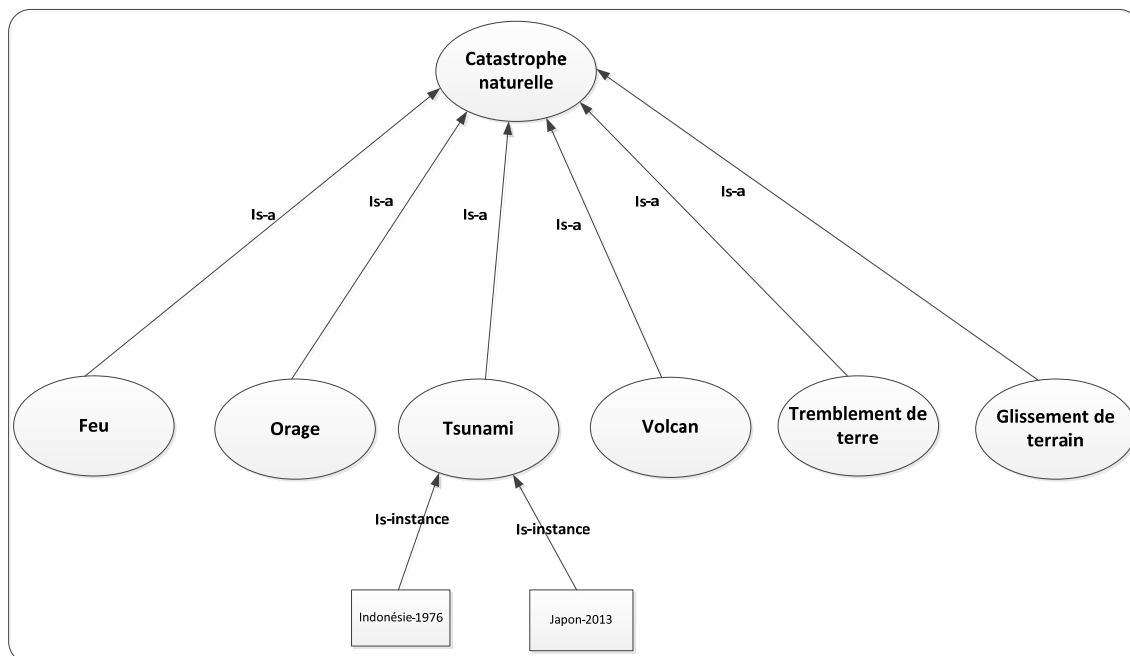 Catastrophe
naturelle
Is-a
Is-a
Is-a
Is-a
Is-a
Is-a
Feu
Orage
Tsunami
Volcan
Tremblement de
terre
Glissement de
terrain
Is-instance
Is-instance
Indonésie-1976
Japon-2013